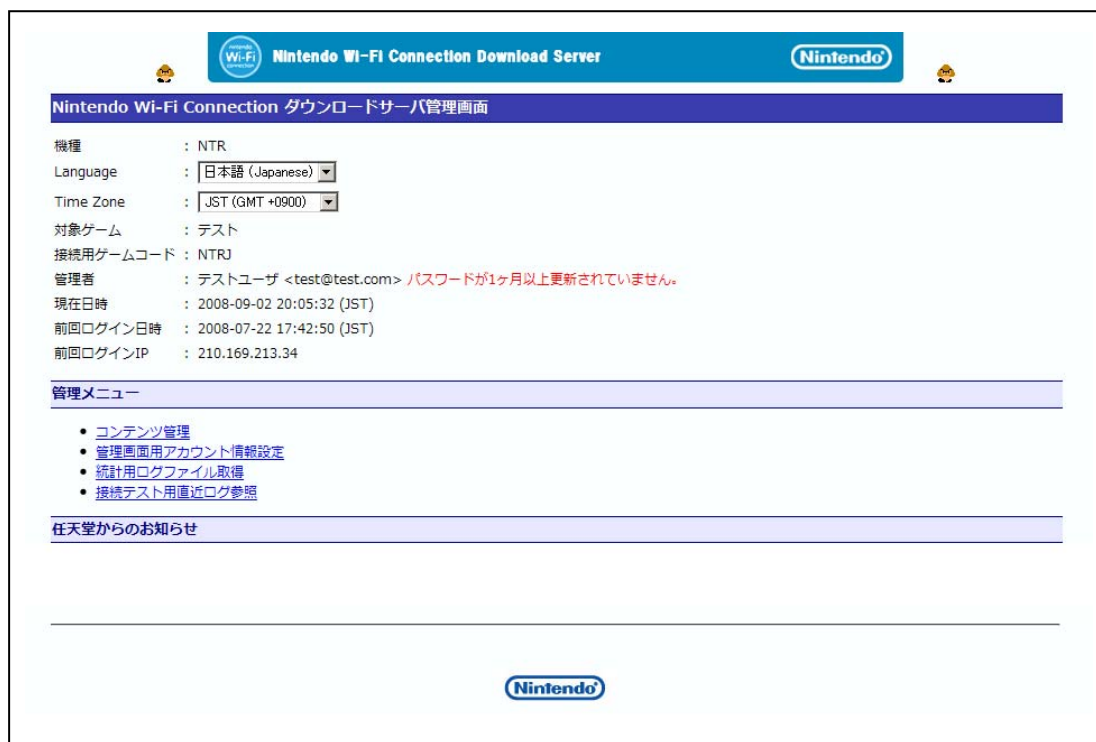 Nintendo Wi-Fi connection Nintendo Wi-Fi Connection Download Server Nintendo
Nintendo Wi-Fi Connection ダウンロードサーバ管理画面
機種 : NTR
Language : 日本語 (Japanese)
Time Zone : JST (GMT +0900)
対象ゲーム : テスト
接続用ゲームコード : NTRJ
管理者 : テストユーザ <test@test.com> パスワードが1ヶ月以上更新されていません。
現在日時 : 2008-09-02 20:05:32 (JST)
前回ログイン日時 : 2008-07-22 17:42:50 (JST)
前回ログインIP : 210.169.213.34
管理メニュー
• コンテンツ管理
• 管理画面用アカウント情報設定
• 統計用ログファイル取得
• 接続テスト用直近ログ参照
任天堂からのお知らせ
Nintendo